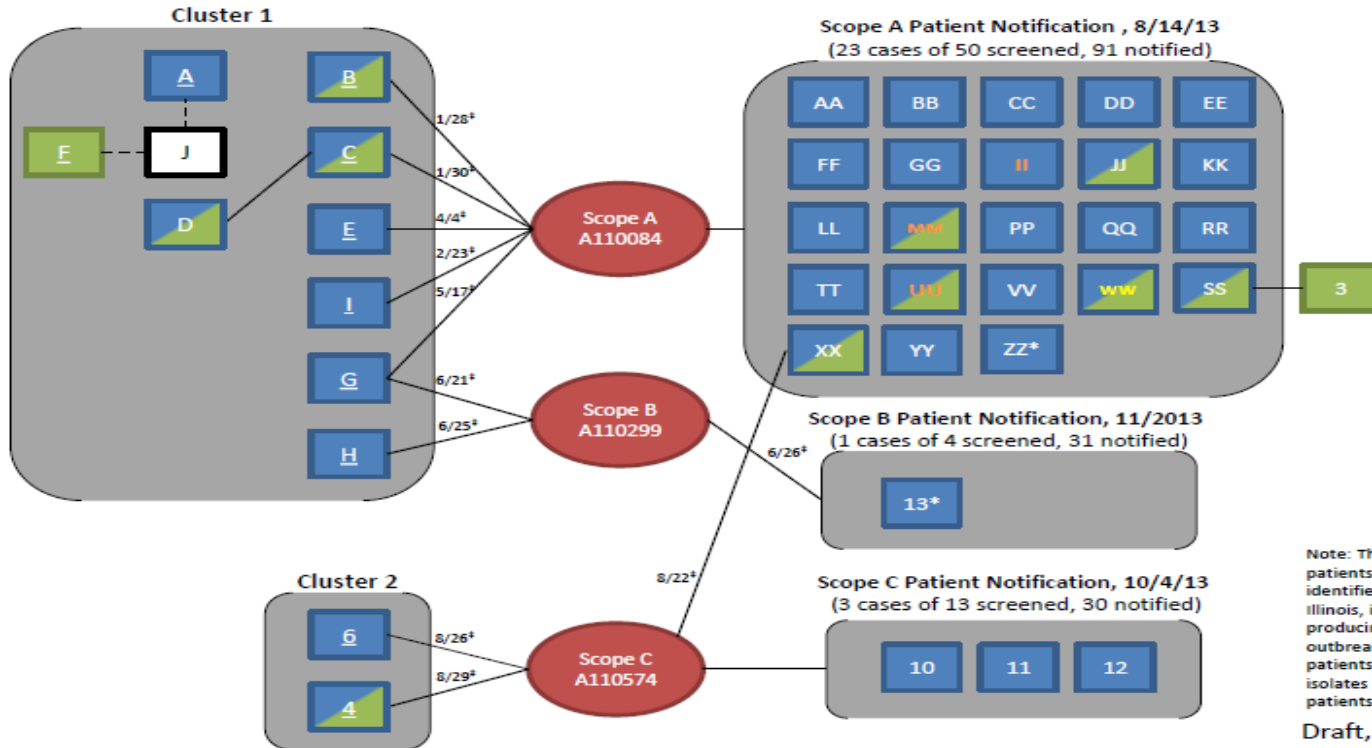 Cluster 1
A
B
F
J
C
D
E
I
G
H
1/28‡
1/30‡
4/4‡
2/23‡
5/17‡
6/21‡
6/25‡
Scope A
A110084
Scope B
A110299
Scope A Patient Notification , 8/14/13
(23 cases of 50 screened, 91 notified)
AA BB CC DD EE
FF GG II JJ KK
LL MM PP QQ RR
TT UU VV WW SS
3
XX YY ZZ*
Scope B Patient Notification, 11/2013
(1 cases of 4 screened, 31 notified)
6/26‡
13*
Cluster 2
6
4
8/26‡
8/29‡
8/22‡
Scope C
A110574
Scope C Patient Notification, 10/4/13
(3 cases of 13 screened, 30 notified)
10 11 12
Note: Th
patients
identifie
Illinois, i
producin
outbrea
patients
isolates
patients
Draft,